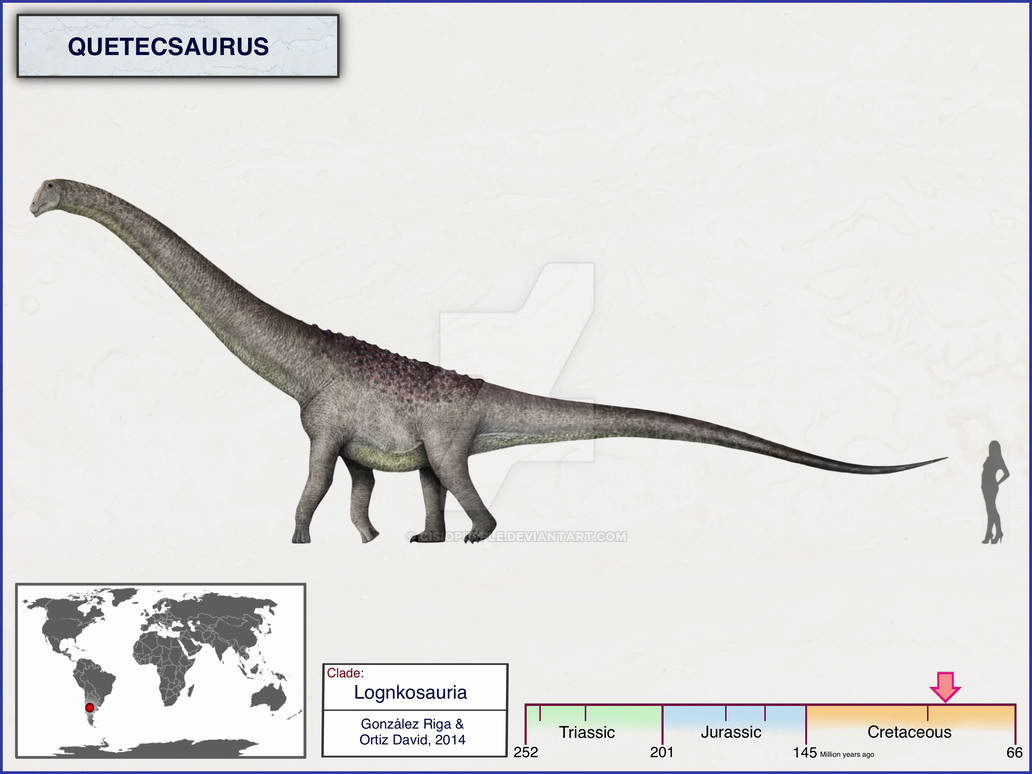 QUETECSAURUS
Clade:
Lognkosauria
González Riga &
Ortiz David, 2014
Triassic
Jurassic
Cretaceous
252
201
145 Million years ago
66